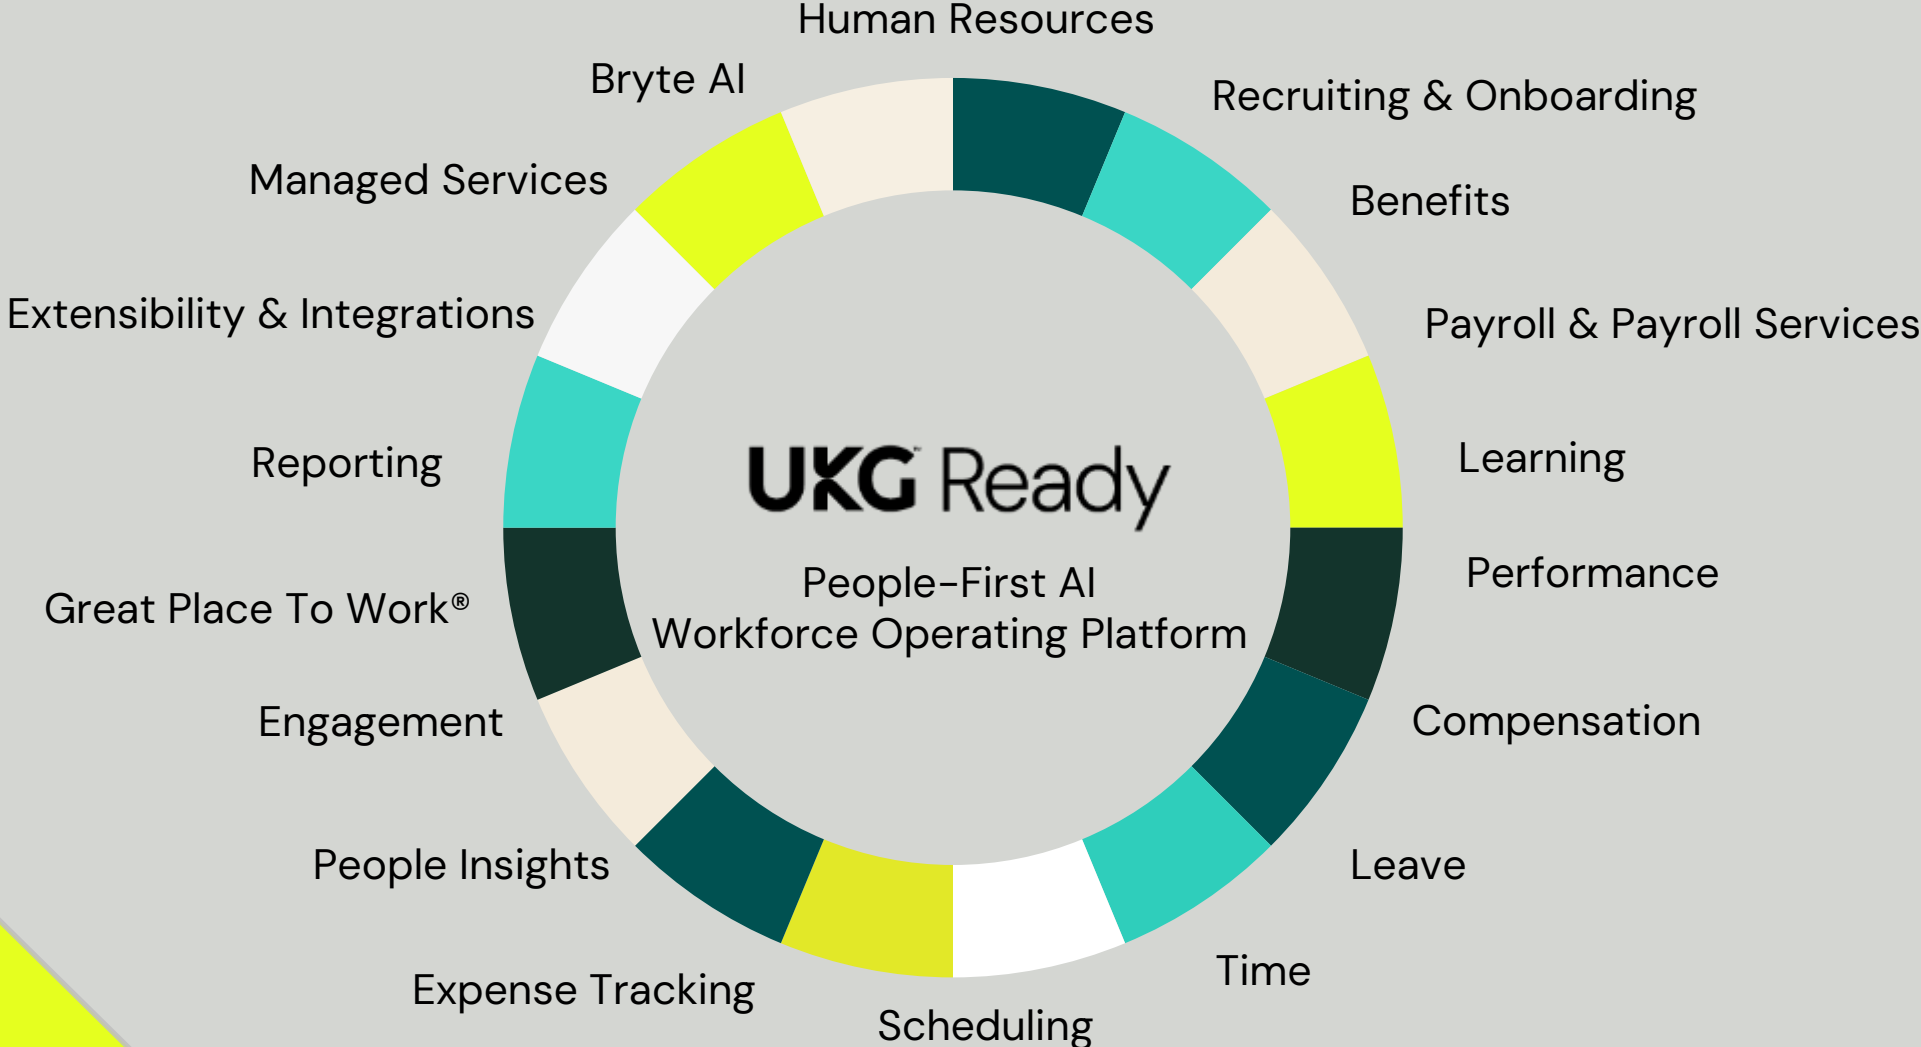 Human Resources
Bryte AI
Recruiting & Onboarding
Managed Services
Benefits
Extensibility & Integrations
Payroll & Payroll Services
Reporting
Learning
UKG™ Ready
People-First AI
Workforce Operating Platform
Performance
Great Place To Work®
Engagement
Compensation
People Insights
Leave
Expense Tracking
Time
Scheduling